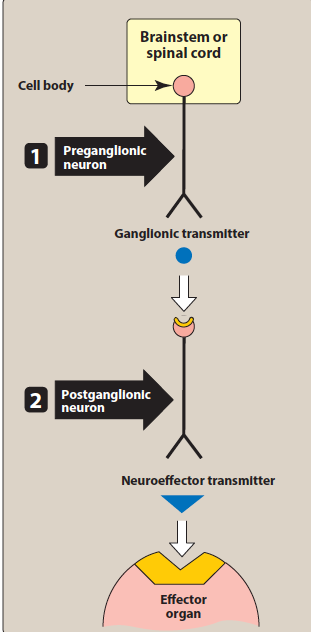 Brainstem or
spinal cord
Cell body
1
Preganglionic
neuron
Ganglionic transmitter
2
Postganglionic
neuron
Neuroeffector transmitter
Effector
organ